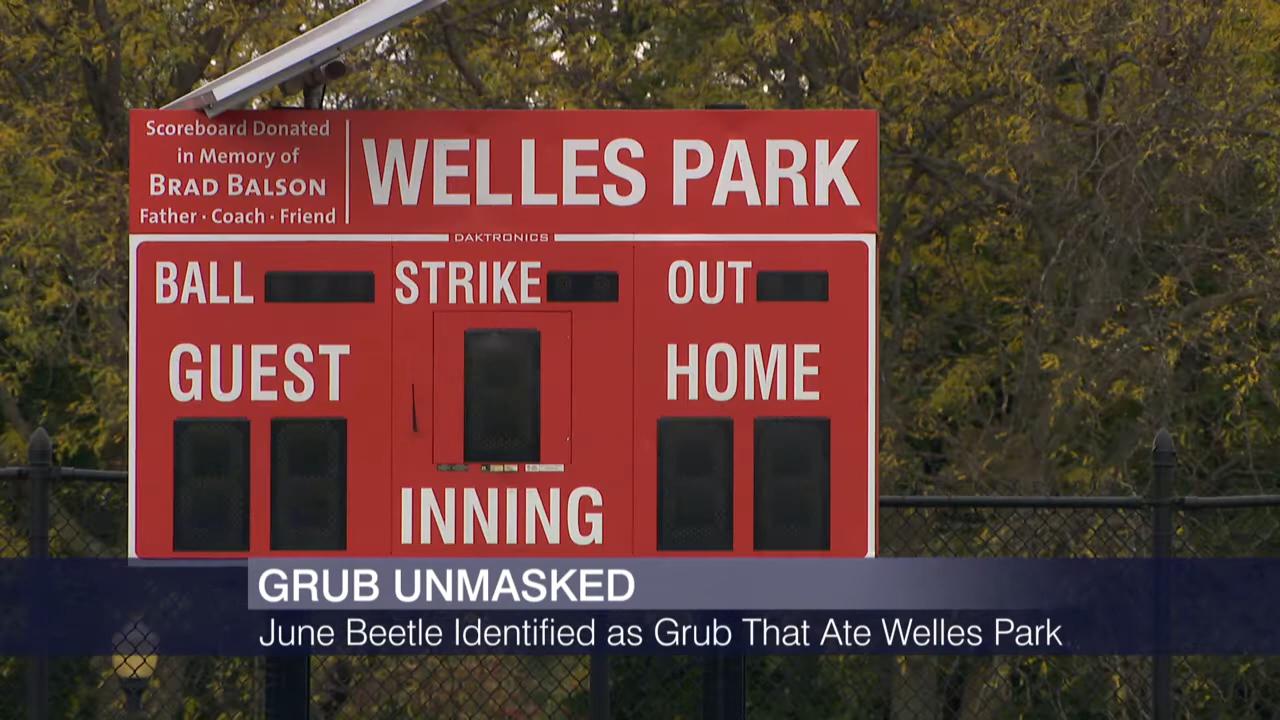 Scoreboard Donated
in Memory of
BRAD BALSON
Father · Coach · Friend
WELLES PARK
DAKTRONICS
BALL STRIKE OUT
GUEST HOME
INNING
GRUB UNMASKED
June Beetle Identified as Grub That Ate Welles Park